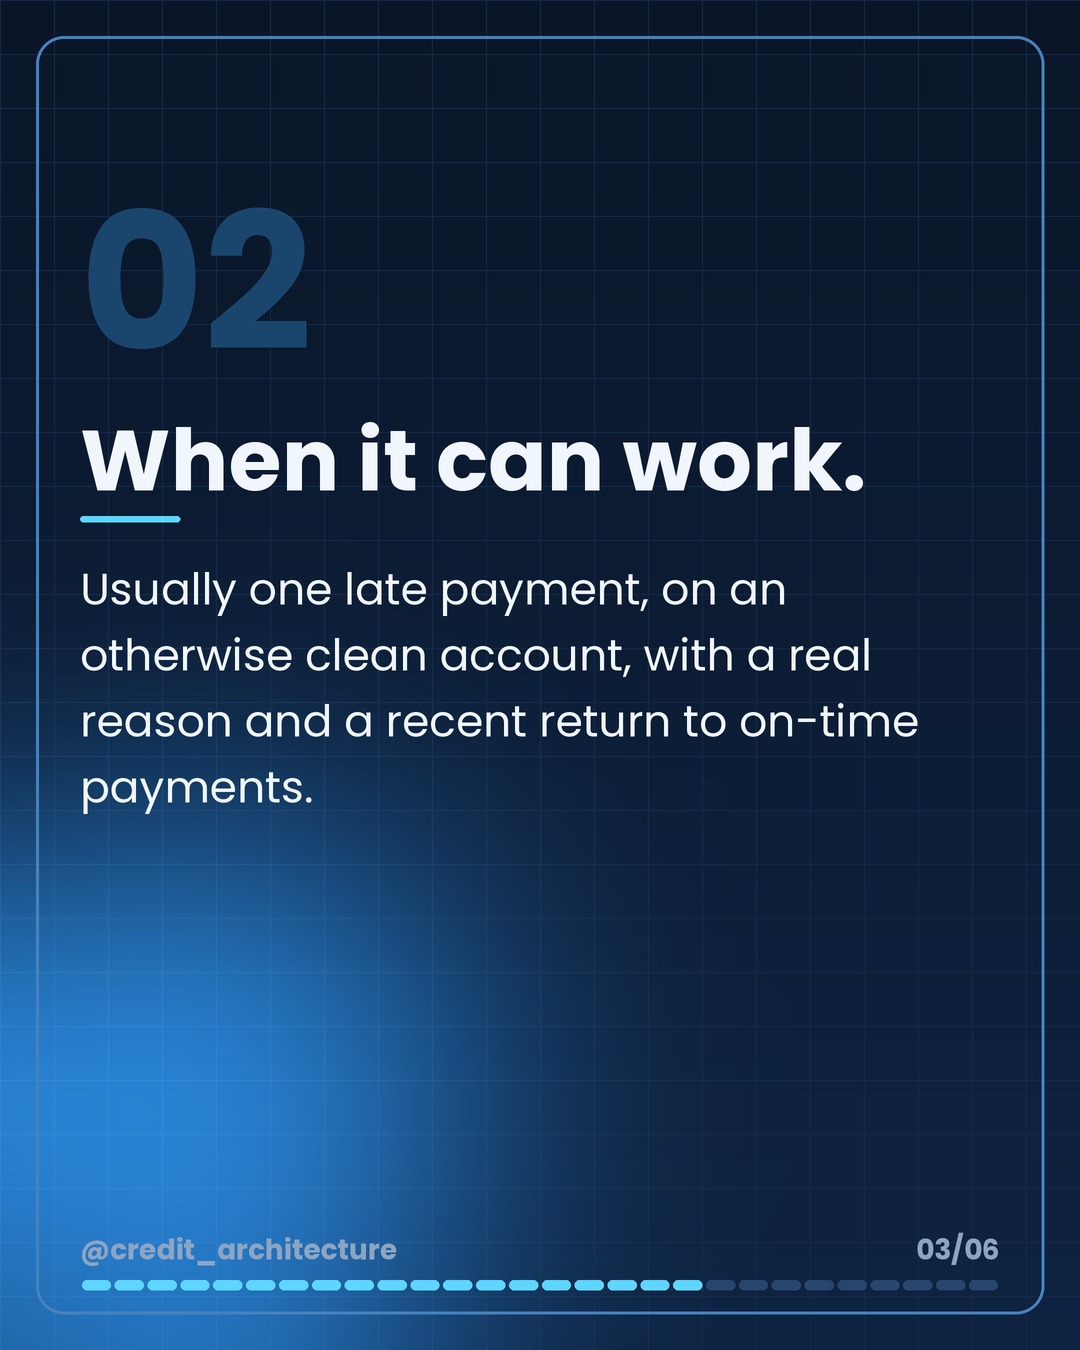 02
When it can work.
Usually one late payment, on an
otherwise clean account, with a real
reason and a recent return to on-time
payments.
@credit_architecture
03/06